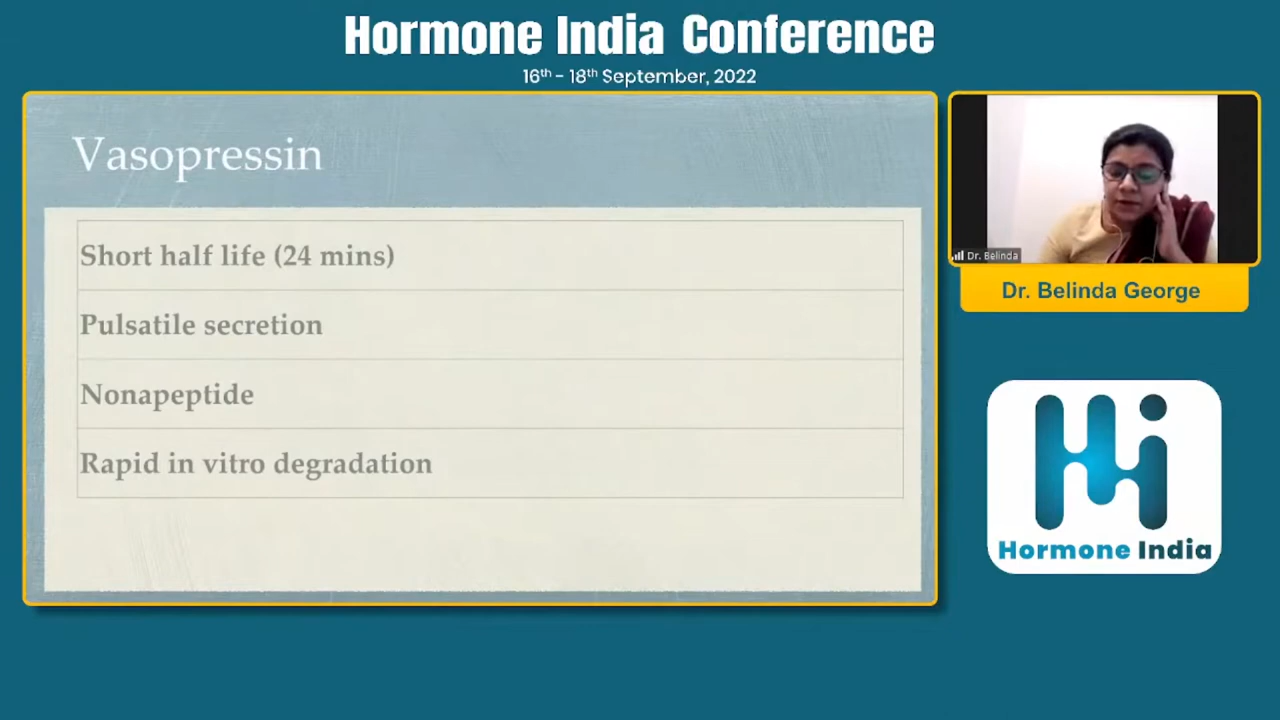 Hormone India Conference
16th - 18th September, 2022
Vasopressin
Short half life (24 mins)
Pulsatile secretion
Nonapeptide
Rapid in vitro degradation
Dr. Belinda
Dr. Belinda George
Hormone India